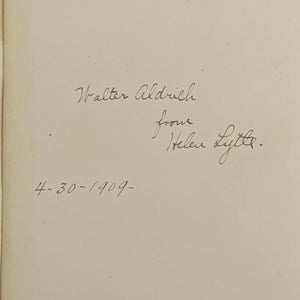 Walter Aldrich
from
Helen Lytle.
4-30-1909-